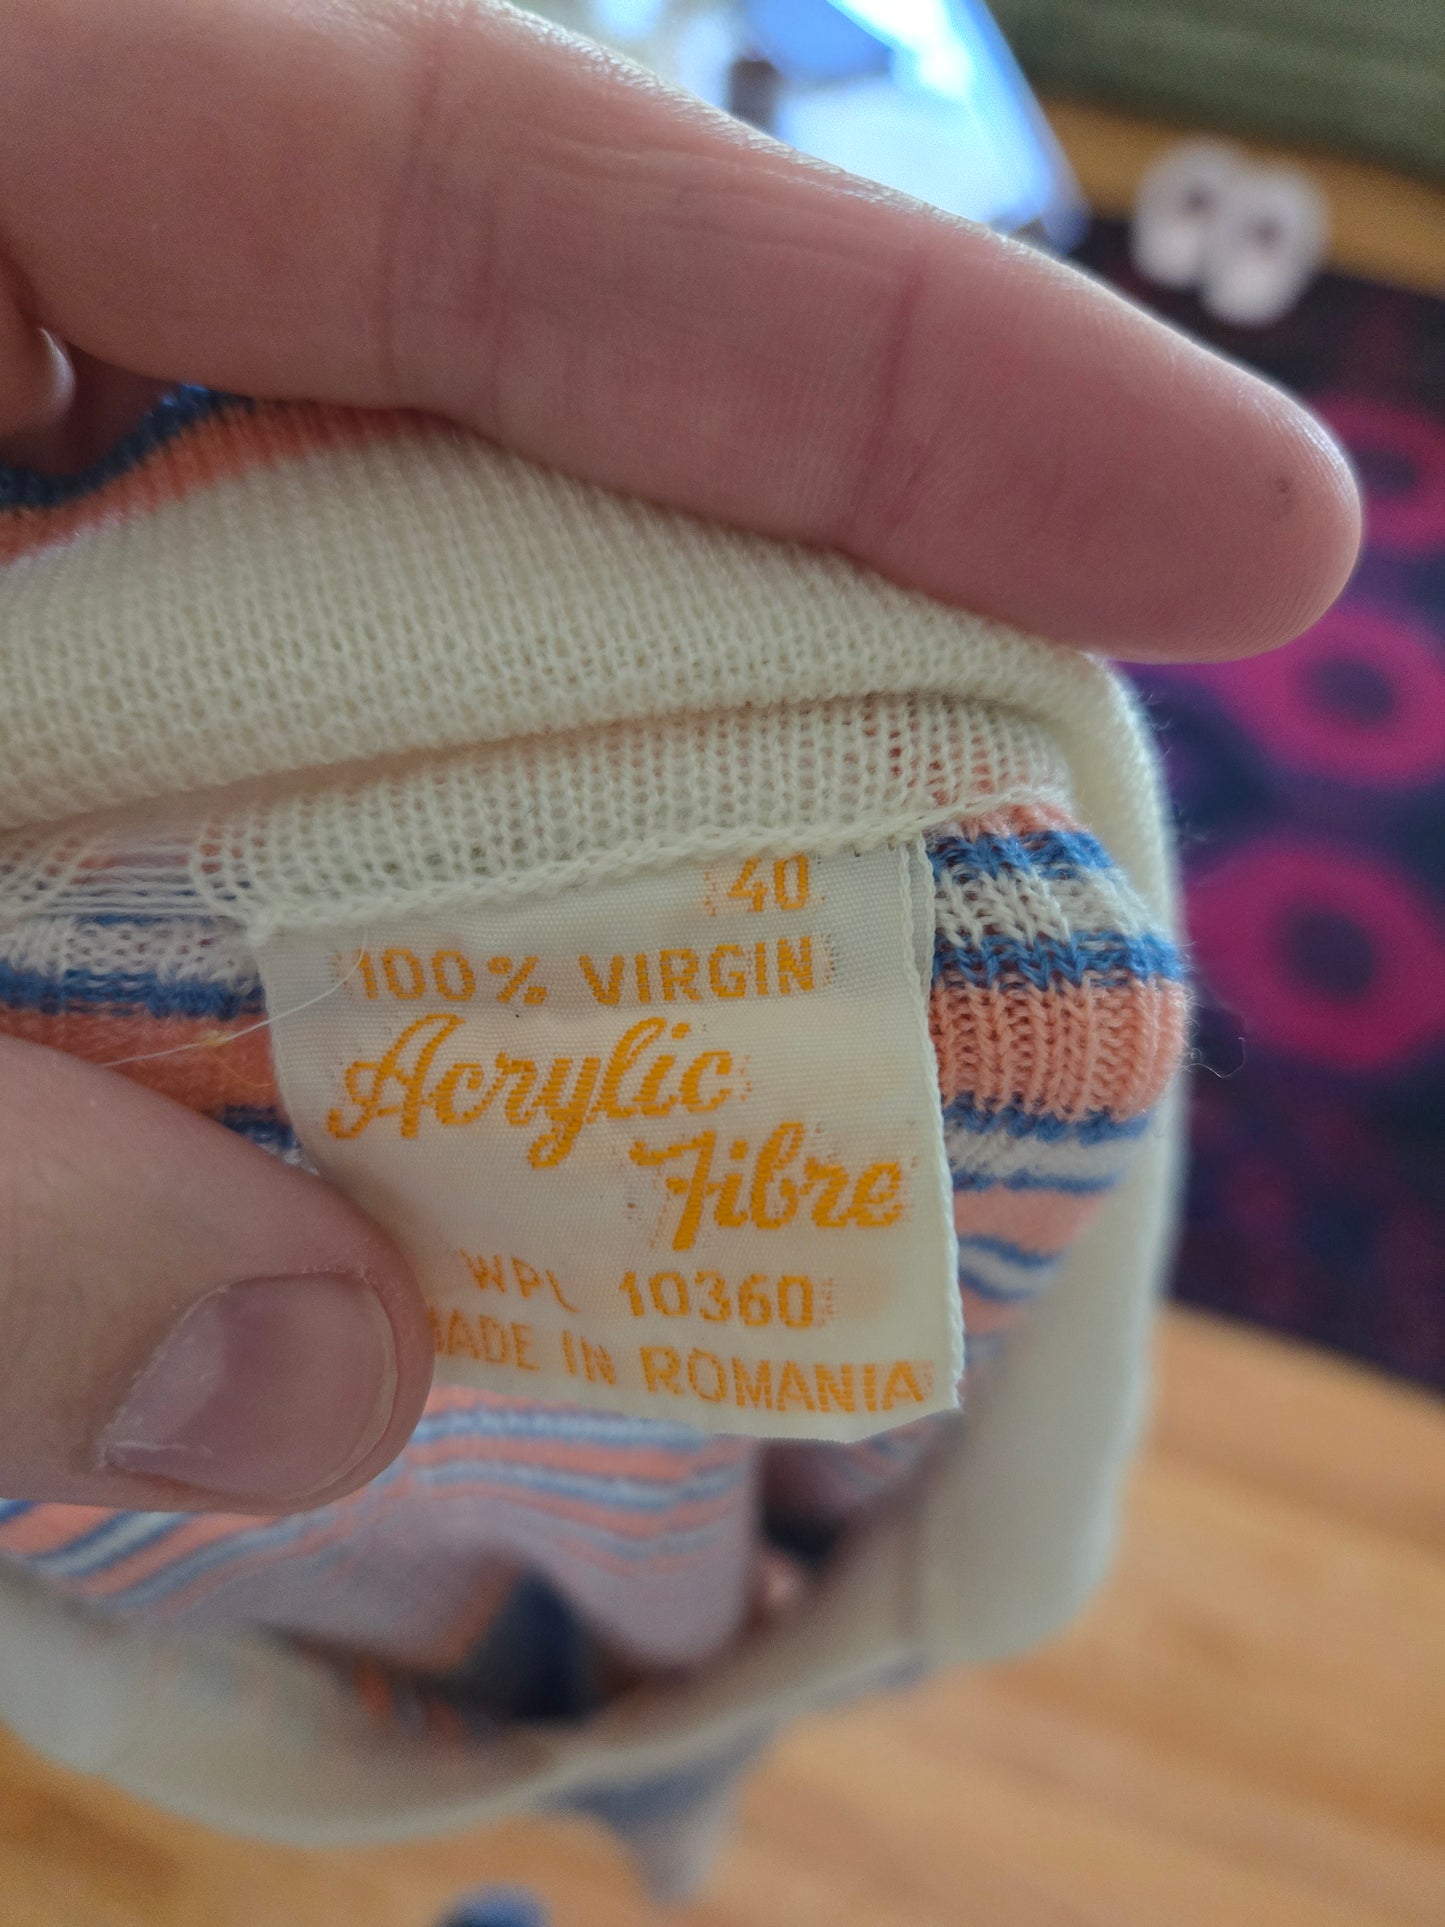 40
100% VIRGIN
Acrylic
Fibre
WPL 10360
MADE IN ROMANIA